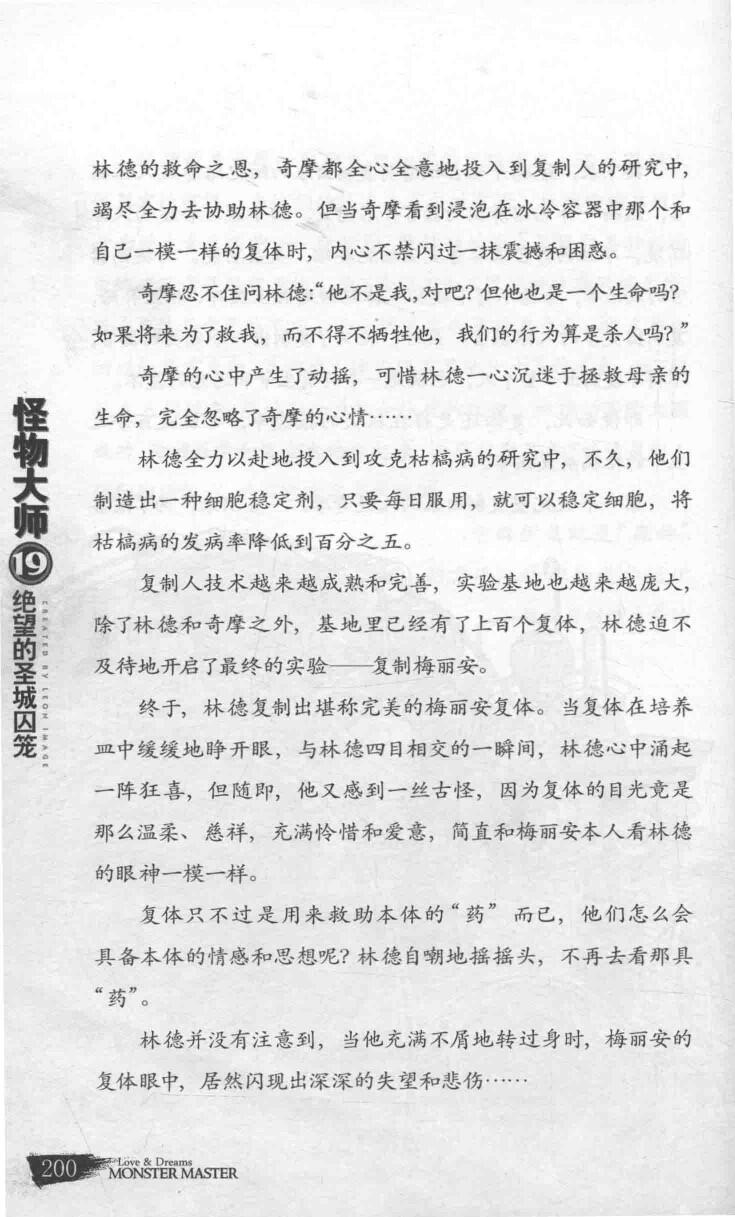 林德的救命之恩，奇摩都全心全意地投入到复制人的研究中，
竭尽全力去协助林德。但当奇摩看到浸泡在冰冷容器中那个和
自己一模一样的复体时，内心不禁闪过一抹震撼和困惑。
奇摩忍不住问林德:“他不是我,对吧？但他也是一个生命吗？
如果将来为了救我，而不得不牺牲他，我们的行为算是杀人吗？”
奇摩的心中产生了动摇，可惜林德一心沉迷于拯救母亲的
生命，完全忽略了奇摩的心情……
林德全力以赴地投入到攻克枯槁病的研究中，不久，他们
制造出一种细胞稳定剂，只要每日服用，就可以稳定细胞，将
枯槁病的发病率降低到百分之五。
复制人技术越来越成熟和完善，实验基地也越来越庞大，
除了林德和奇摩之外，基地里已经有了上百个复体，林德迫不
及待地开启了最终的实验——复制梅丽安。
终于，林德复制出堪称完美的梅丽安复体。当复体在培养
皿中缓缓地睁开眼，与林德四目相交的一瞬间，林德心中涌起
一阵狂喜，但随即，他又感到一丝古怪，因为复体的目光竟是
那么温柔、慈祥，充满怜惜和爱意，简直和梅丽安本人看林德
的眼神一模一样。
复体只不过是用来救助本体的“药”而已，他们怎么会
具备本体的情感和思想呢？林德自嘲地摇摇头，不再去看那具
“药”。
林德并没有注意到，当他充满不屑地转过身时，梅丽安的
复体眼中，居然闪现出深深的失望和悲伤……
怪物大师⑲绝望的圣城囚笼
CREATED BY LEON IMAGE
200
Love & Dreams
MONSTER MASTER